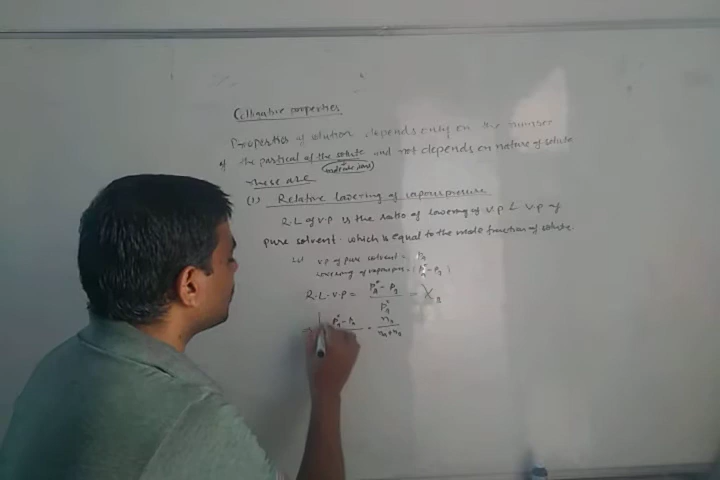 Colligative properties
Properties of solution depends only on the number
of the partical of the solute and not depends on nature of solute
These are
(1) Relative lowering of vapour pressure
R.L of V.P is the ratio of lowering of V.P & V.P of
pure solvent. which is equal to the mole fraction of solute.
Let V.P of pure solvent = P°A
lowering of vapour = (P°A - PA)
R.L.V.P = (P°A - PA) / P°A = XB
P°A - PA = nB / (nA + nB)